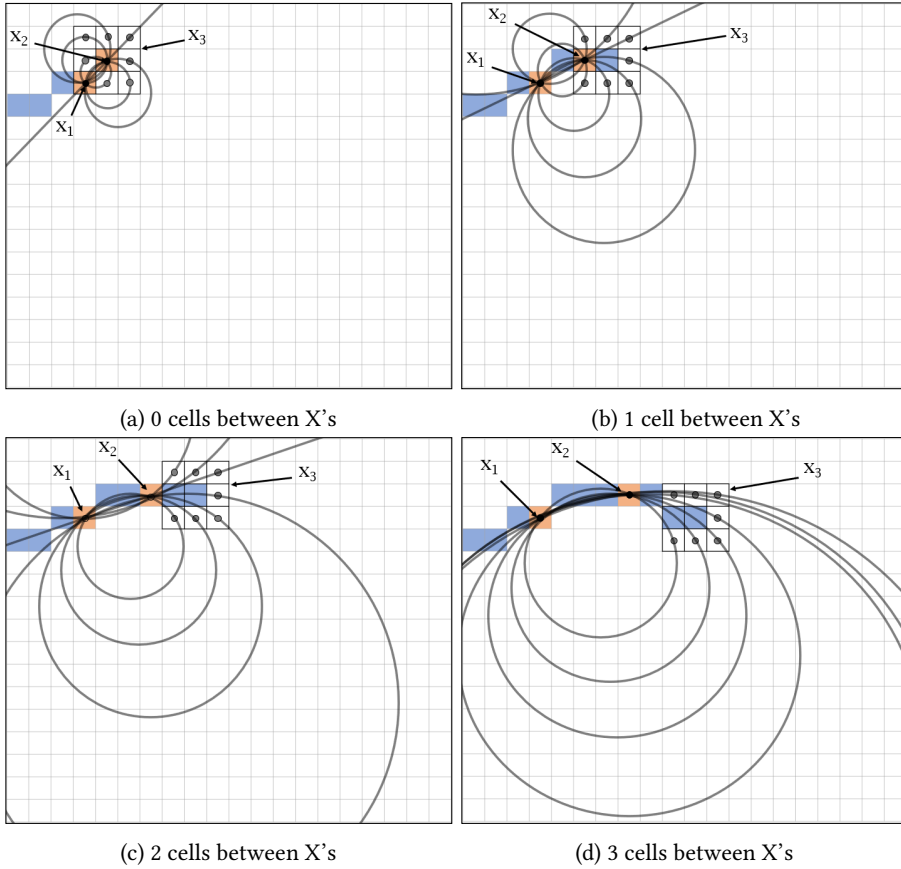 X₂
X₃
X₁
(a) 0 cells between X's
X₂
X₃
X₁
(b) 1 cell between X's
X₂
X₁
X₃
(c) 2 cells between X's
X₂
X₁
X₃
(d) 3 cells between X's